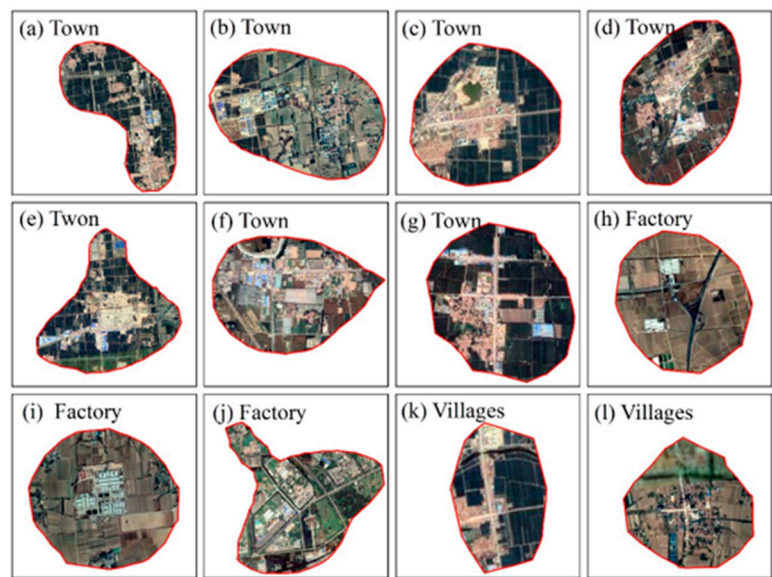 (a) Town
(b) Town
(c) Town
(d) Town
(e) Twon
(f) Town
(g) Town
(h) Factory
(i) Factory
(j) Factory
(k) Villages
(l) Villages